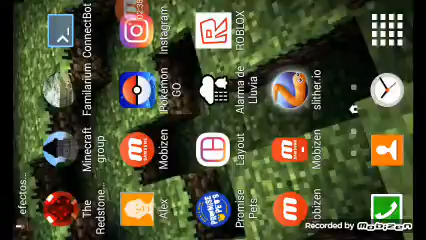 ConnectBot
Instagram
ROBLOX
Familiarum
Pokémon
GO
Alarma de
Lluvia
slither.io
Minecraft
group
Mobizen
Layout
Mobizen
efectos...
The
Redstone...
Alex
Promise
Pets
obizen
Recorded by
MOBIZEN